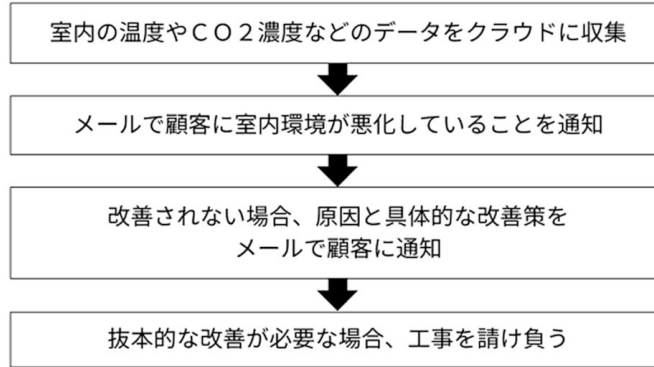 室内の温度やＣＯ２濃度などのデータをクラウドに収集
メールで顧客に室内環境が悪化していることを通知
改善されない場合、原因と具体的な改善策を
メールで顧客に通知
抜本的な改善が必要な場合、工事を請け負う